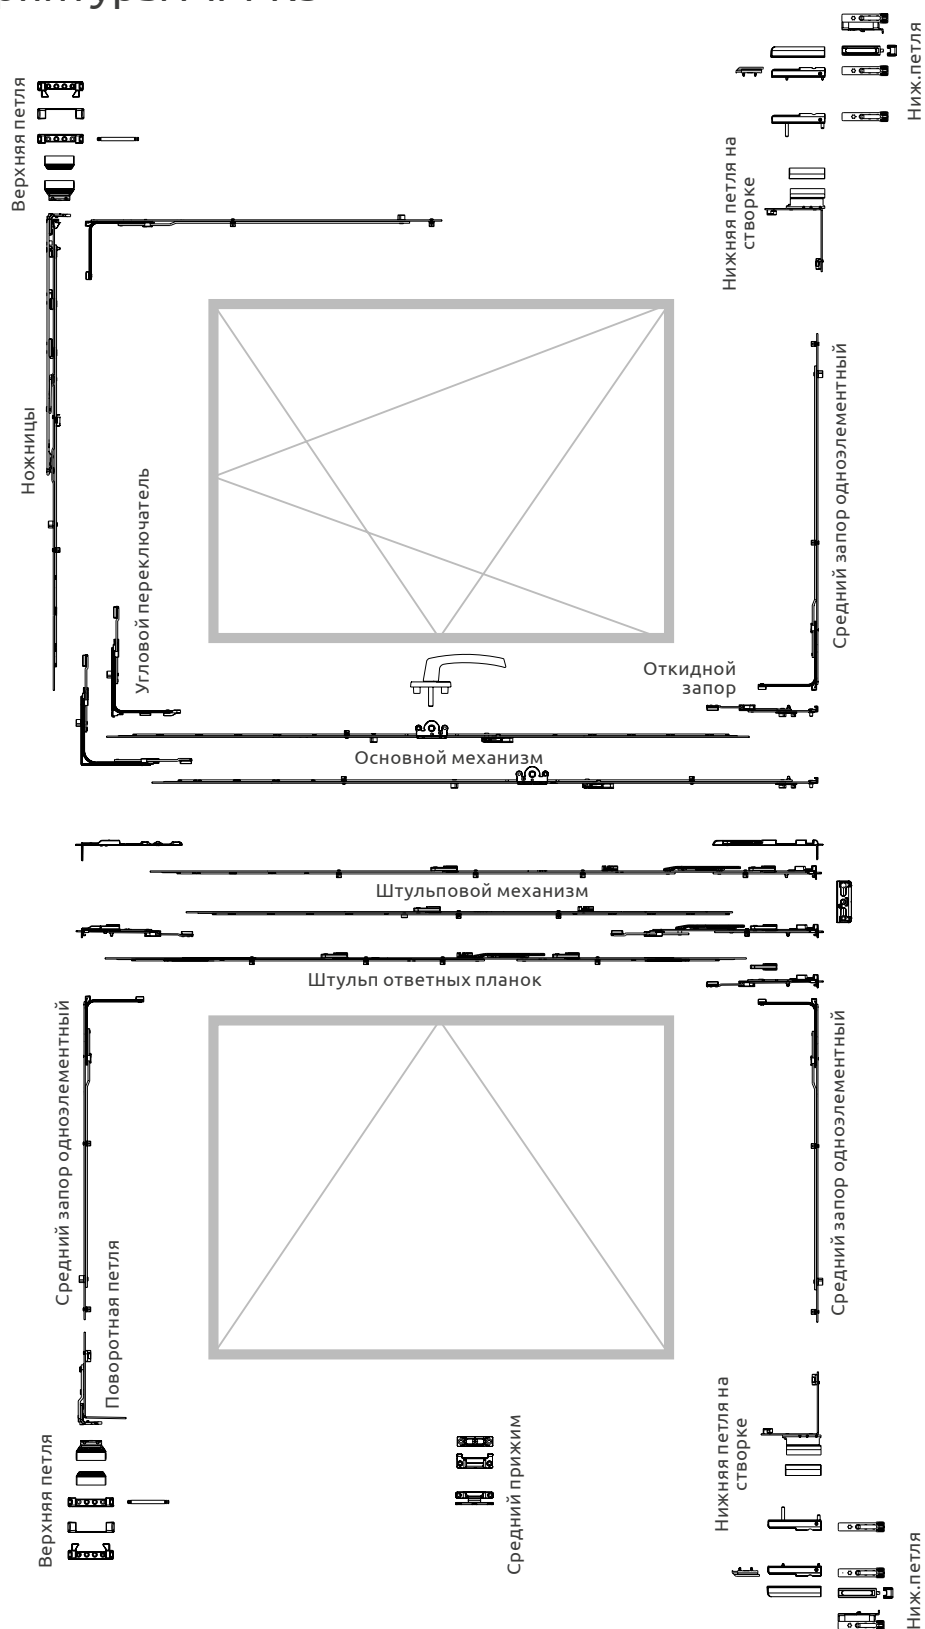 Верхняя петля
Ниж.петля
Нижняя петля на
створке
Ножницы
Угловой переключатель
Средний запор одноэлементный
Откидной
запор
Основной механизм
Штульповой механизм
Штульп ответных планок
Средний запор одноэлементный
Средний запор одноэлементный
Поворотная петля
Верхняя петля
Средний прижим
Нижняя петля на
створке
Ниж.петля